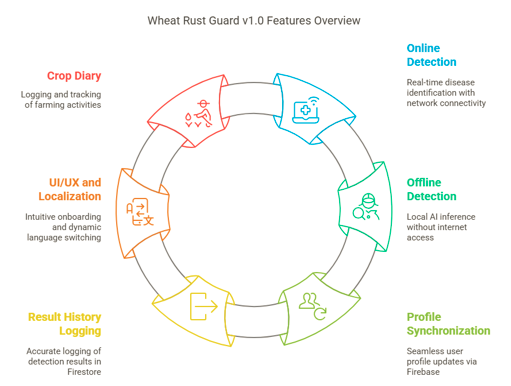 Wheat Rust Guard v1.0 Features Overview
Crop Diary
Logging and tracking
of farming activities
Online
Detection
Real-time disease
identification with
network connectivity
UI/UX and
Localization
Intuitive onboarding
and dynamic
language switching
Offline
Detection
Local AI inference
without internet
access
Result History
Logging
Accurate logging of
detection results in
Firestore
Profile
Synchronization
Seamless user
profile updates via
Firebase